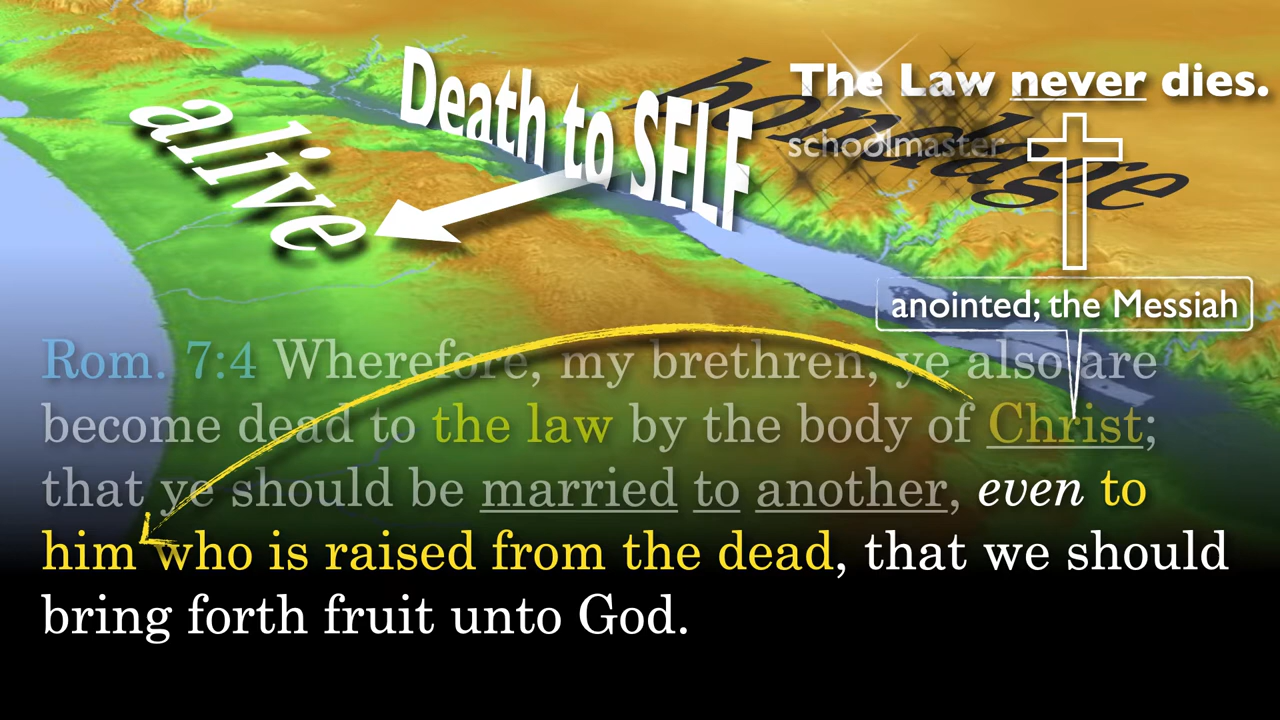 Death to SELF
alive
bondage
The Law never dies.
schoolmaster
anointed; the Messiah
Rom. 7:4 Wherefore, my brethren, ye also are
become dead to the law by the body of Christ;
that ye should be married to another, even to
him who is raised from the dead, that we should
bring forth fruit unto God.